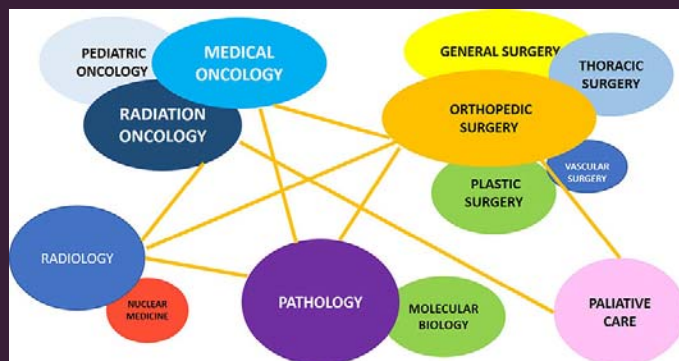 PEDIATRIC
ONCOLOGY
MEDICAL
ONCOLOGY
RADIATION
ONCOLOGY
GENERAL SURGERY
THORACIC
SURGERY
ORTHOPEDIC
SURGERY
VASCULAR
SURGERY
PLASTIC
SURGERY
RADIOLOGY
NUCLEAR
MEDICINE
PATHOLOGY
MOLECULAR
BIOLOGY
PALIATIVE
CARE